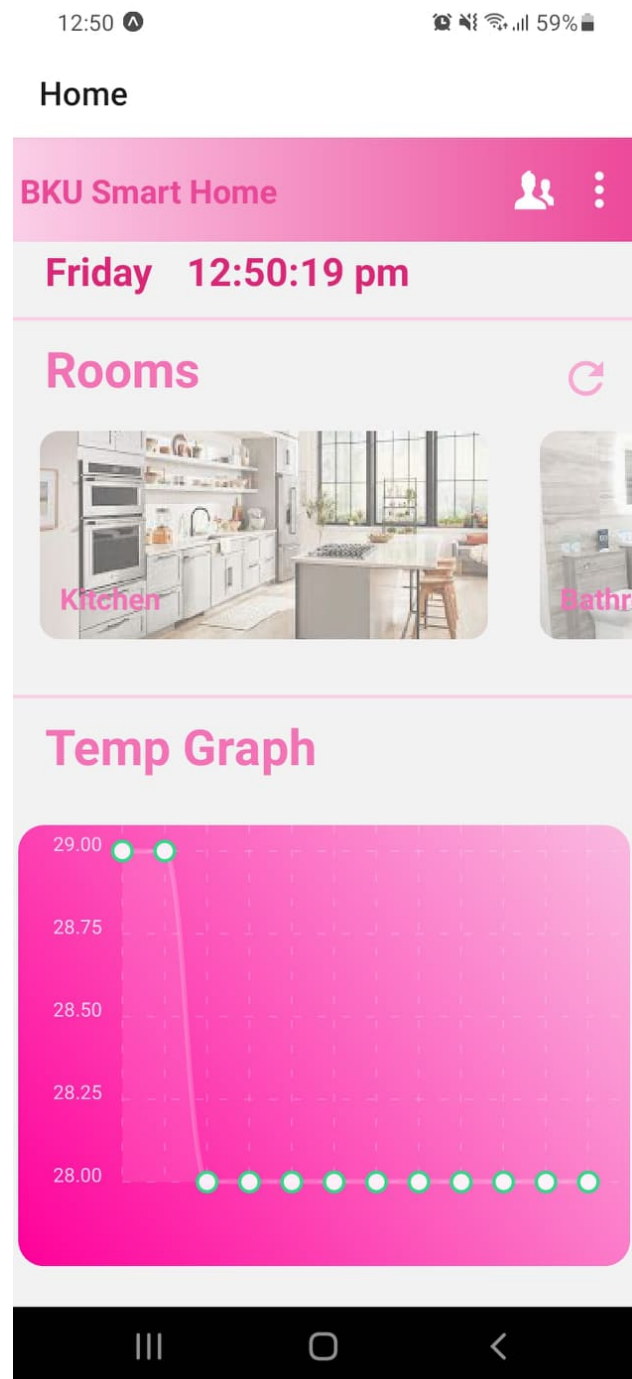 12:50 59%
Home
BKU Smart Home
Friday 12:50:19 pm
Rooms
Kitchen Bathr
Temp Graph
29.00
28.75
28.50
28.25
28.00